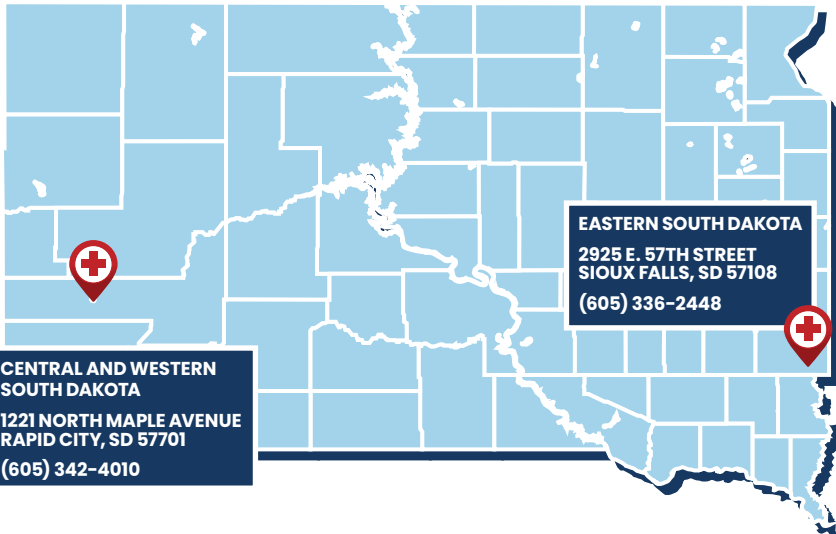 EASTERN SOUTH DAKOTA
2925 E. 57TH STREET
SIOUX FALLS, SD 57108
(605) 336-2448
CENTRAL AND WESTERN
SOUTH DAKOTA
1221 NORTH MAPLE AVENUE
RAPID CITY, SD 57701
(605) 342-4010